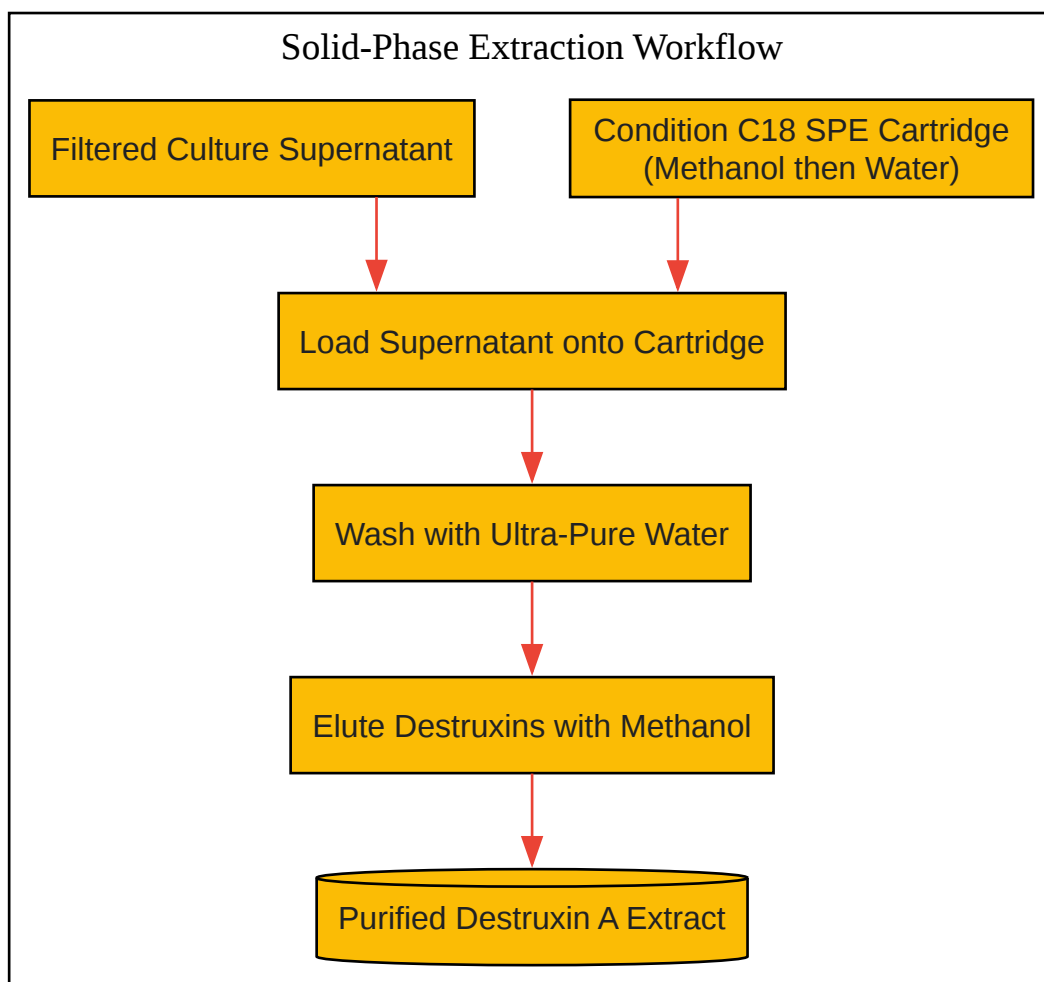 Solid-Phase Extraction Workflow
Filtered Culture Supernatant
Condition C18 SPE Cartridge
(Methanol then Water)
Load Supernatant onto Cartridge
Wash with Ultra-Pure Water
Elute Destruxins with Methanol
Purified Destruxin A Extract